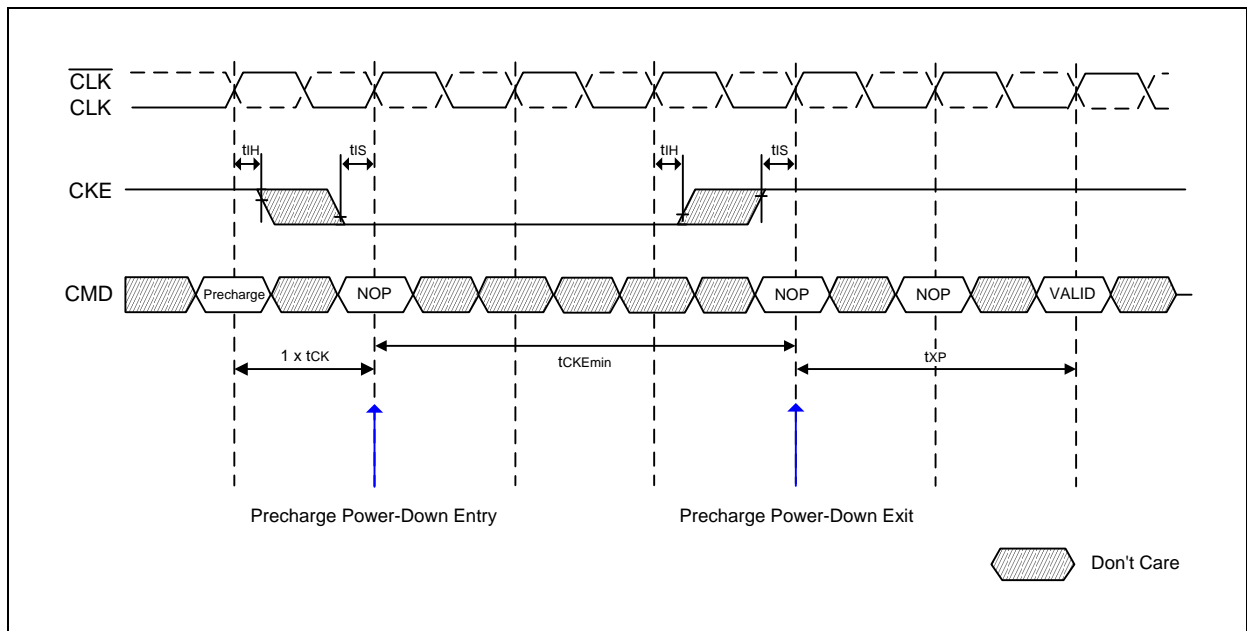 CLK
CLK
tIH
tIS
tIH
tIS
CKE
CMD
Precharge
NOP
NOP
NOP
VALID
1 x tCK
tCKEmin
tXP
Precharge Power-Down Entry
Precharge Power-Down Exit
Don't Care